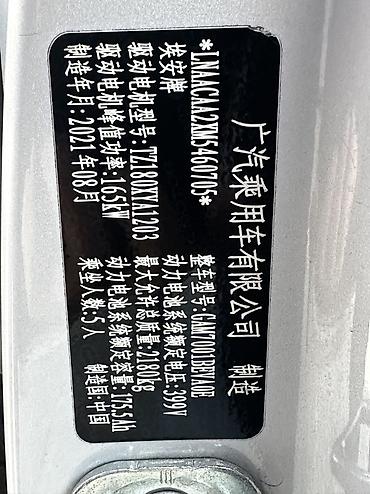 广汽乘用车有限公司 制造
*LNAACAA2XM5460705*
埃安牌 整车型号:GAM7001BEVA0E
驱动电机型号:TZ180XYA1203 动力电池系统额定电压:399V
驱动电机峰值功率:165kW 最大允许总质量:2180kg
制造年月:2021年08月 动力电池系统额定容量:175.5Ah
乘坐人数:5人 制造国:中国